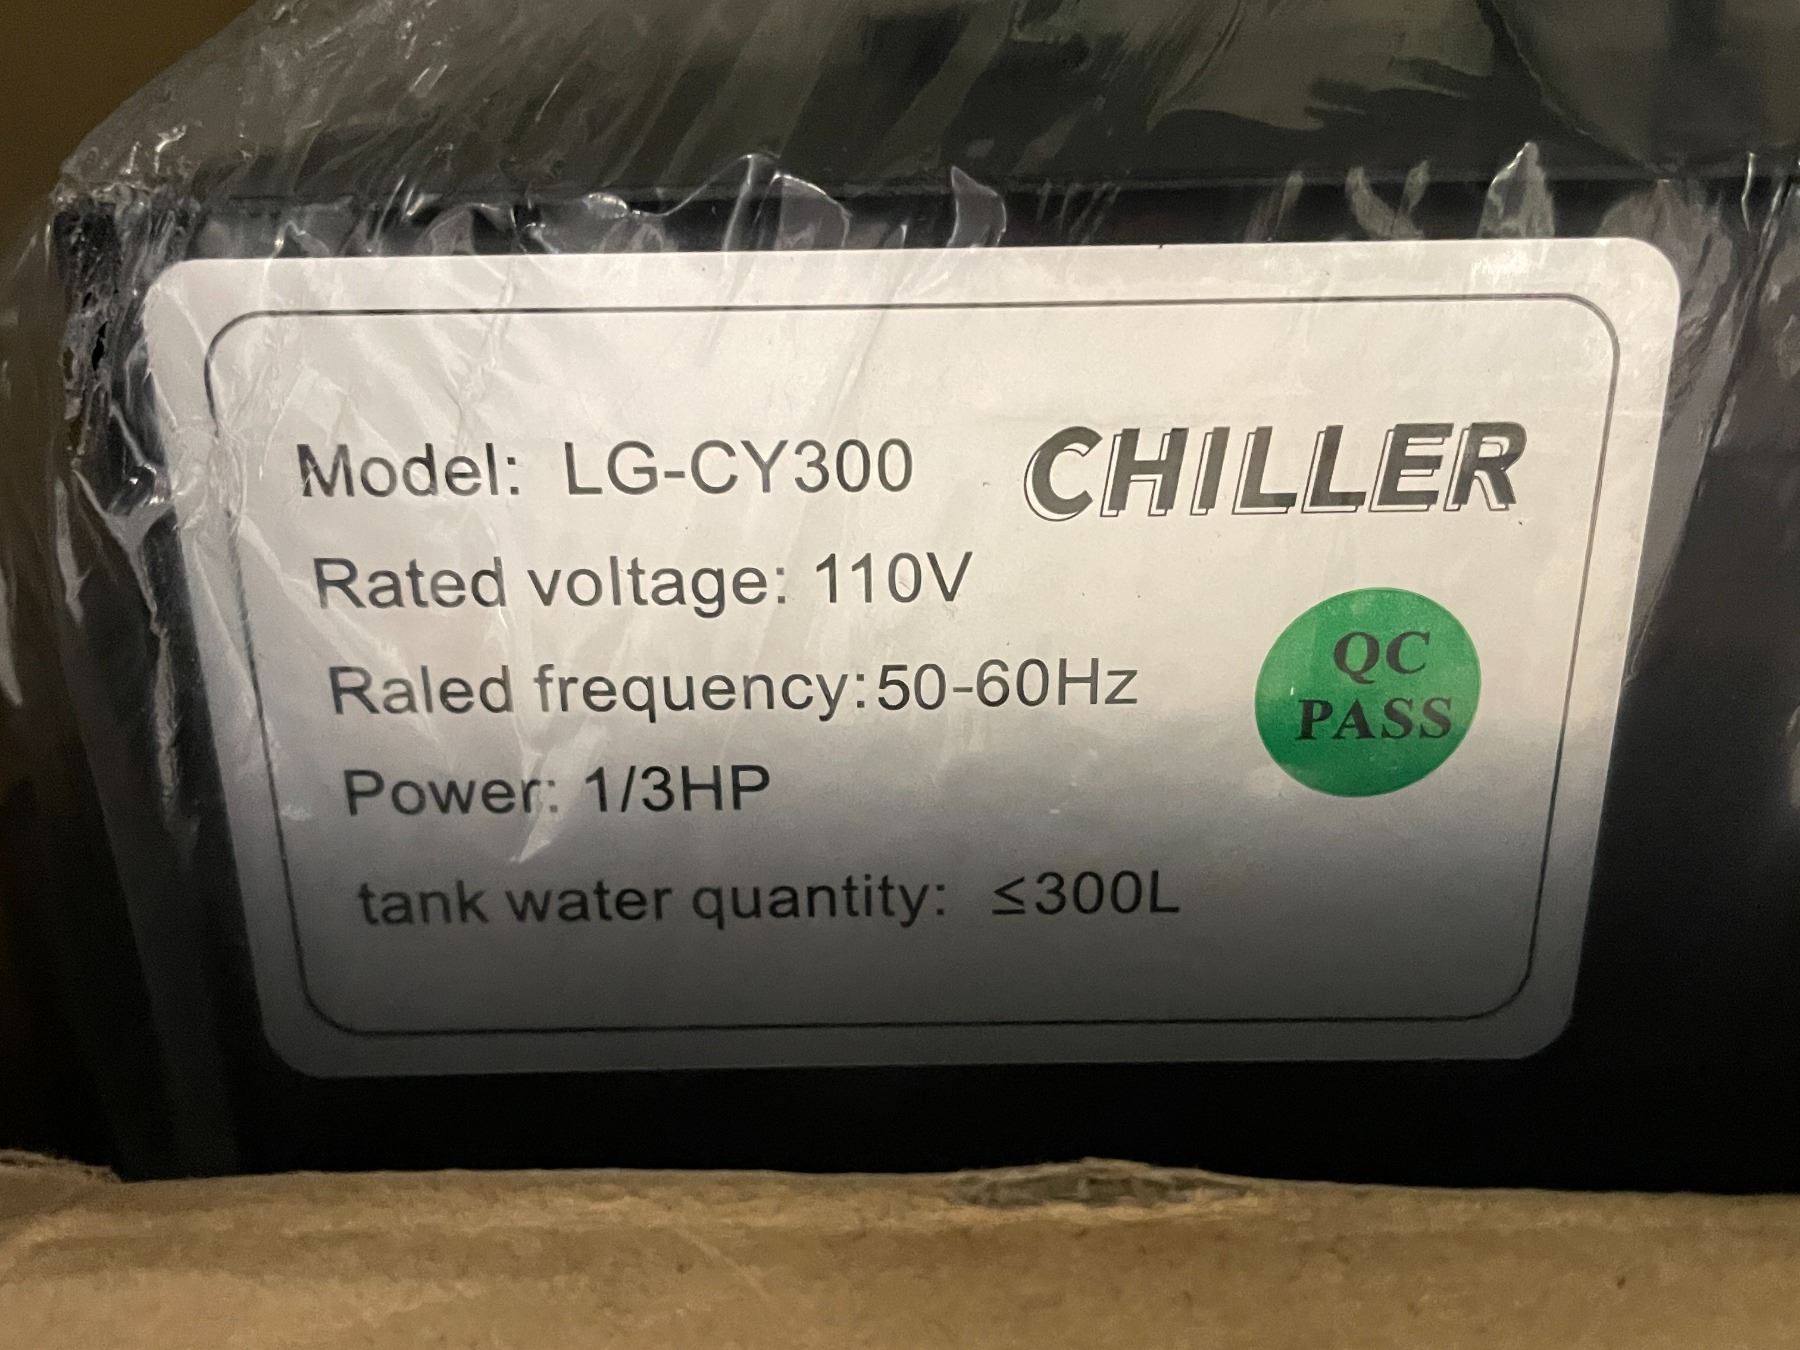 Model: LG-CY300 CHILLER
Rated voltage: 110V
Raled frequency:50-60Hz
QC
PASS
Power: 1/3HP
tank water quantity: ≤300L